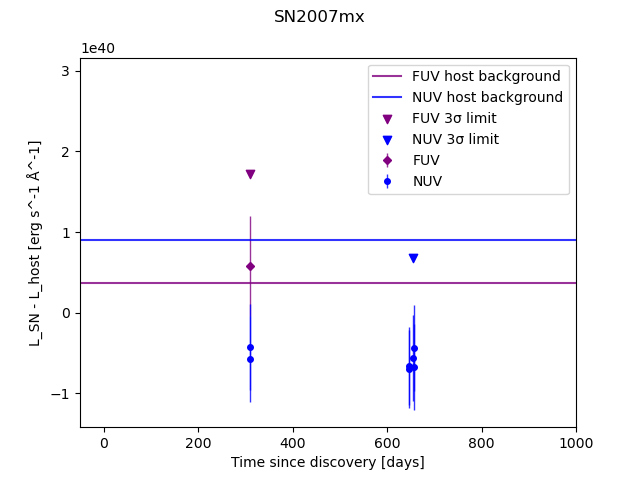 SN2007mx
1e40
L_SN - L_host [erg s^-1 Å^-1]
3
2
1
0
−1
FUV host background
NUV host background
FUV 3σ limit
NUV 3σ limit
FUV
NUV
0 200 400 600 800 1000
Time since discovery [days]